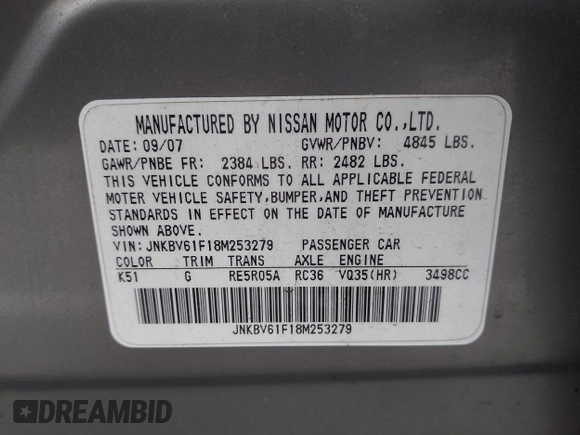 MANUFACTURED BY NISSAN MOTOR CO.,LTD.
DATE: 09/07 GVWR/PNBV: 4845 LBS.
GAWR/PNBE FR: 2384 LBS. RR: 2482 LBS.
THIS VEHICLE CONFORMS TO ALL APPLICABLE FEDERAL
MOTOR VEHICLE SAFETY,BUMPER,AND THEFT PREVENTION
STANDARDS IN EFFECT ON THE DATE OF MANUFACTURE
SHOWN ABOVE.
VIN: JNKBV61F18M253279 PASSENGER CAR
COLOR TRIM TRANS AXLE ENGINE
K51 G RE5R05A RC36 VQ35(HR) 3498CC
JNKBV61F18M253279
DREAMBID